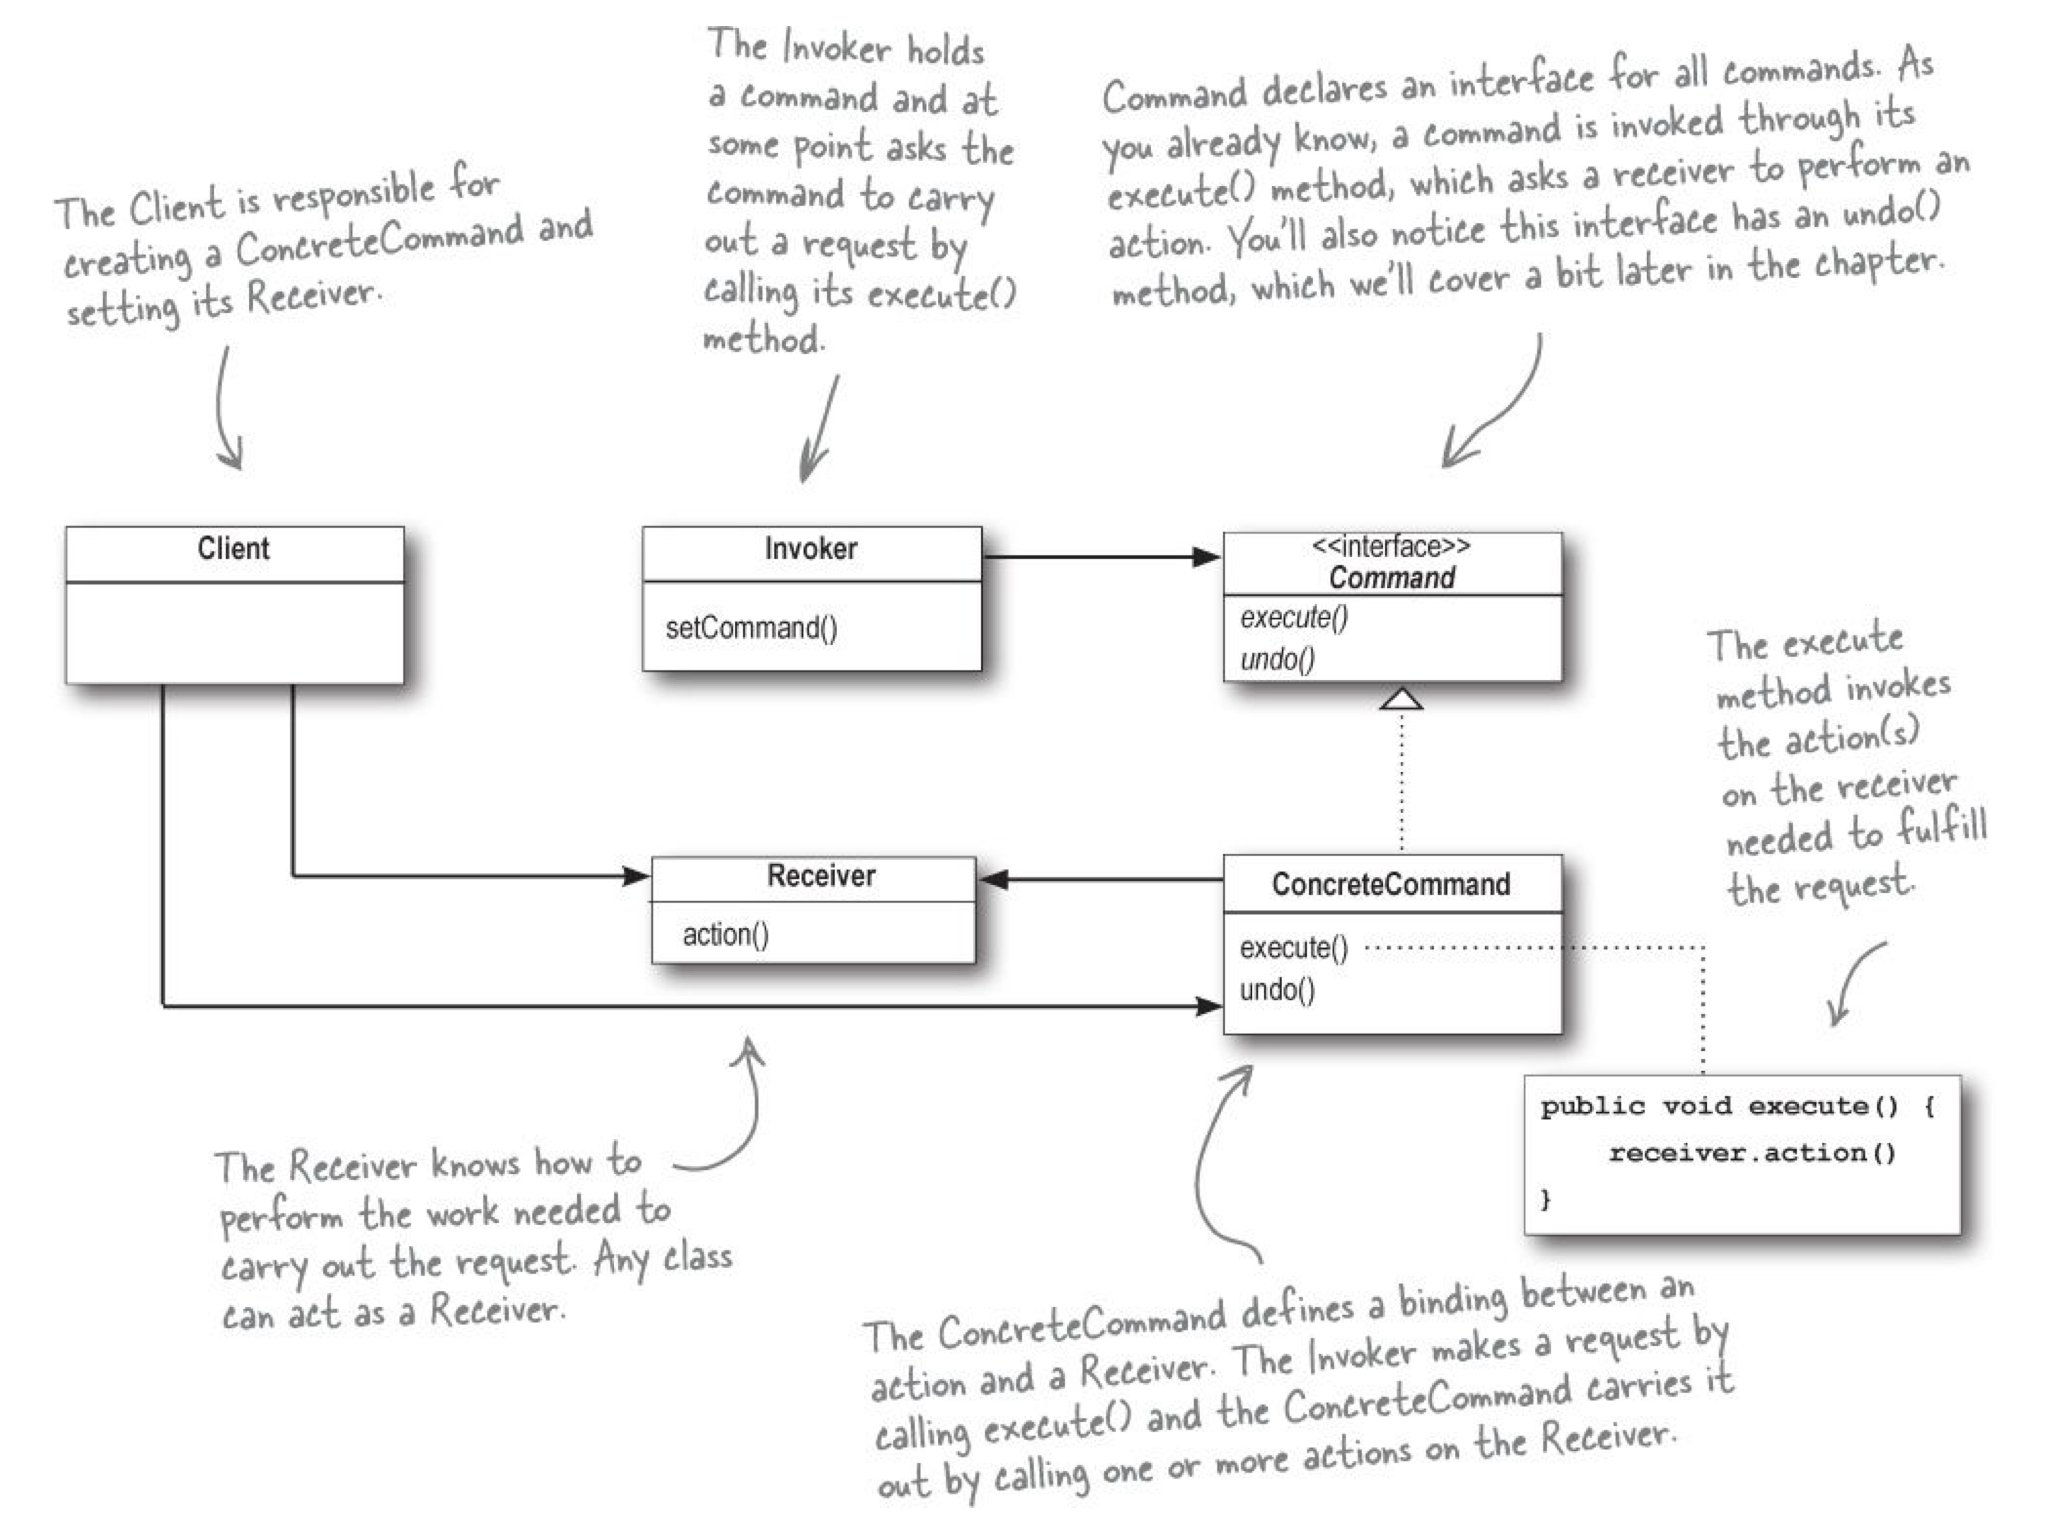 The Client is responsible for
creating a ConcreteCommand and
setting its Receiver.
The Invoker holds
a command and at
some point asks the
command to carry
out a request by
calling its execute()
method.
Command declares an interface for all commands. As
you already know, a command is invoked through its
execute() method, which asks a receiver to perform an
action. You'll also notice this interface has an undo()
method, which we'll cover a bit later in the chapter.
Client
Invoker
setCommand()
<<interface>>
Command
execute()
undo()
The execute
method invokes
the action(s)
on the receiver
needed to fulfill
the request.
Receiver
action()
ConcreteCommand
execute()
undo()
public void execute() {
receiver.action()
}
The Receiver knows how to
perform the work needed to
carry out the request. Any class
can act as a Receiver.
The ConcreteCommand defines a binding between an
action and a Receiver. The Invoker makes a request by
calling execute() and the ConcreteCommand carries it
out by calling one or more actions on the Receiver.